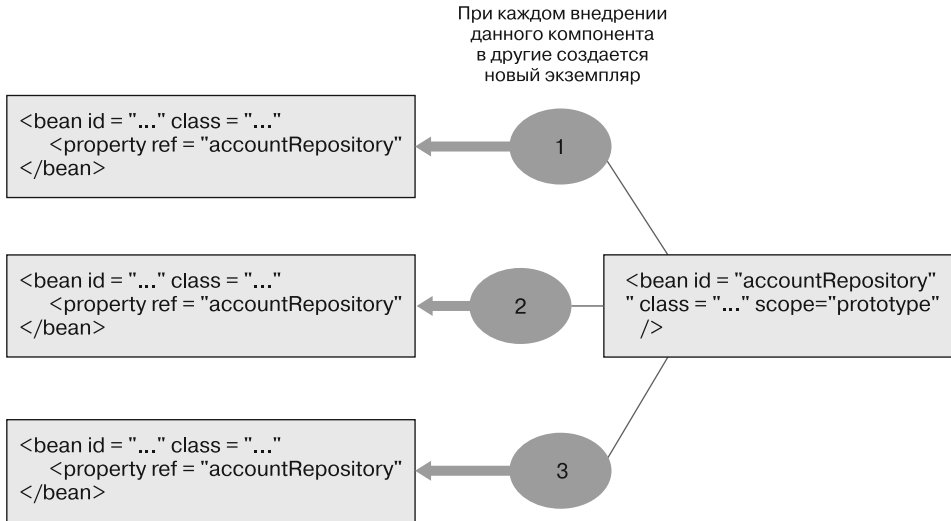 При каждом внедрении
данного компонента
в другие создается
новый экземпляр
<bean id = "..." class = "..."
<property ref = "accountRepository"
</bean>
1
<bean id = "..." class = "..."
<property ref = "accountRepository"
</bean>
2
<bean id = "accountRepository"
" class = "..." scope="prototype"
/>
<bean id = "..." class = "..."
<property ref = "accountRepository"
</bean>
3